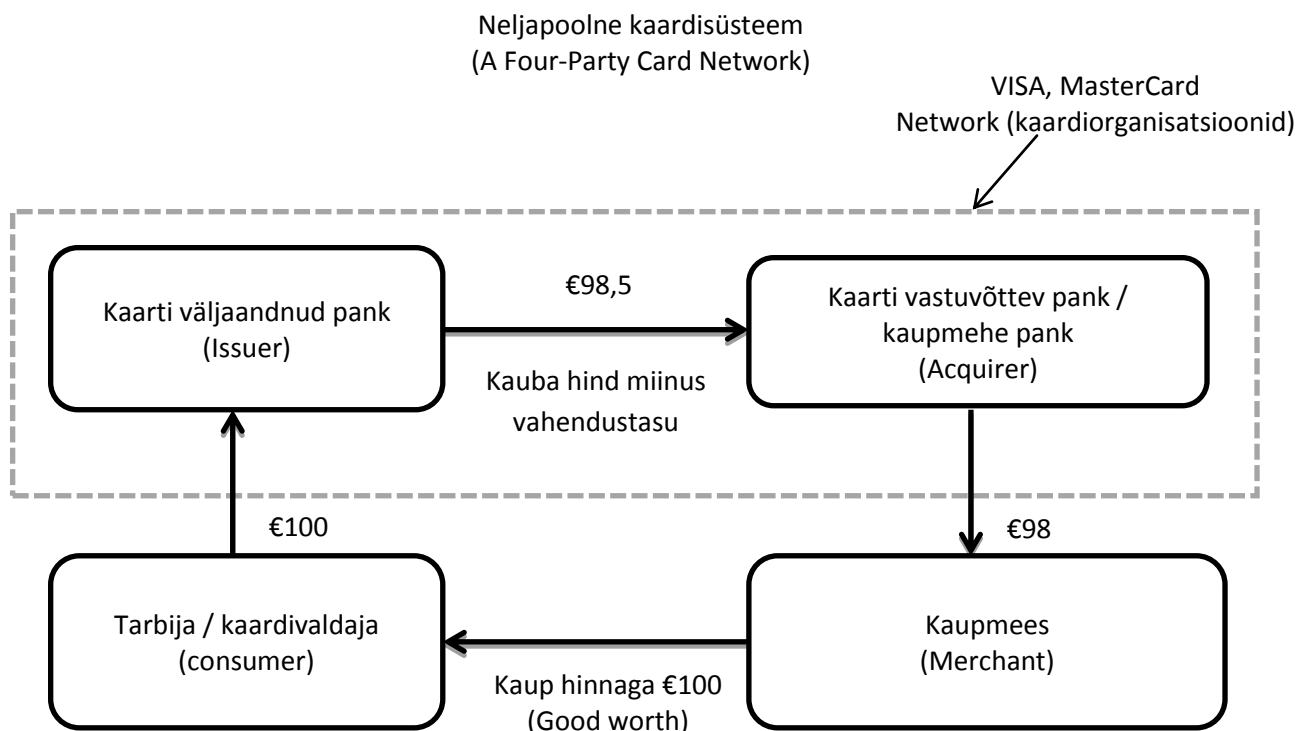 Neljapoolne kaardisüsteem
(A Four-Party Card Network)
VISA, MasterCard
Network (kaardiorganisatsioonid)
Kaarti väljaandnud pank
(Issuer)
€98,5
Kauba hind miinus
vahendustasu
Kaarti vastuvõttev pank /
kaupmehe pank
(Acquirer)
€100
€98
Tarbija / kaardivaldaja
(consumer)
Kaup hinnaga €100
(Good worth)
Kaupmees
(Merchant)